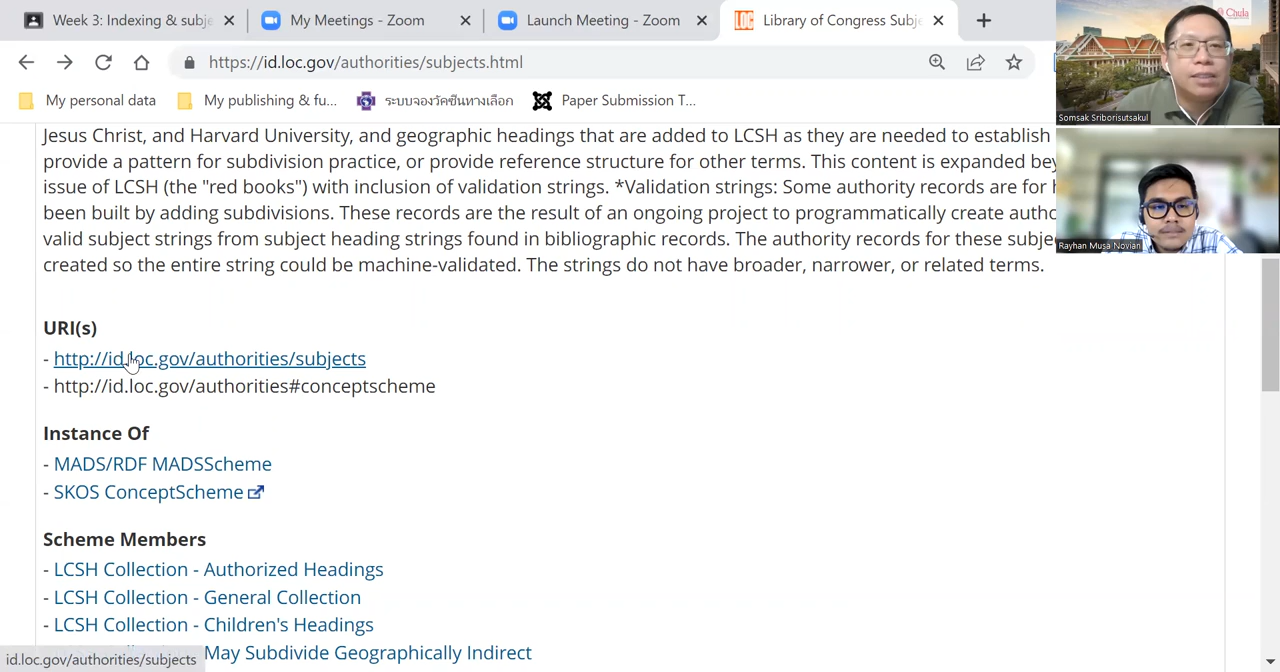 Week 3: Indexing & subje
My Meetings - Zoom
Launch Meeting - Zoom
LOC
Library of Congress Subje
Chula
https://id.loc.gov/authorities/subjects.html
My personal data
My publishing & fu...
ระบบจองวัคซีนทางเลือก
Paper Submission T...
Somsak Sriborisutsakul
Jesus Christ, and Harvard University, and geographic headings that are added to LCSH as they are needed to establish
provide a pattern for subdivision practice, or provide reference structure for other terms. This content is expanded bey
issue of LCSH (the "red books") with inclusion of validation strings. *Validation strings: Some authority records are for h
been built by adding subdivisions. These records are the result of an ongoing project to programmatically create autho
valid subject strings from subject heading strings found in bibliographic records. The authority records for these subje
Rayhan Musa Novian
created so the entire string could be machine-validated. The strings do not have broader, narrower, or related terms.
URI(s)
- http://id.loc.gov/authorities/subjects
- http://id.loc.gov/authorities#conceptscheme
Instance Of
- MADS/RDF MADSScheme
- SKOS ConceptScheme
Scheme Members
- LCSH Collection - Authorized Headings
- LCSH Collection - General Collection
- LCSH Collection - Children's Headings
May Subdivide Geographically Indirect
id.loc.gov/authorities/subjects